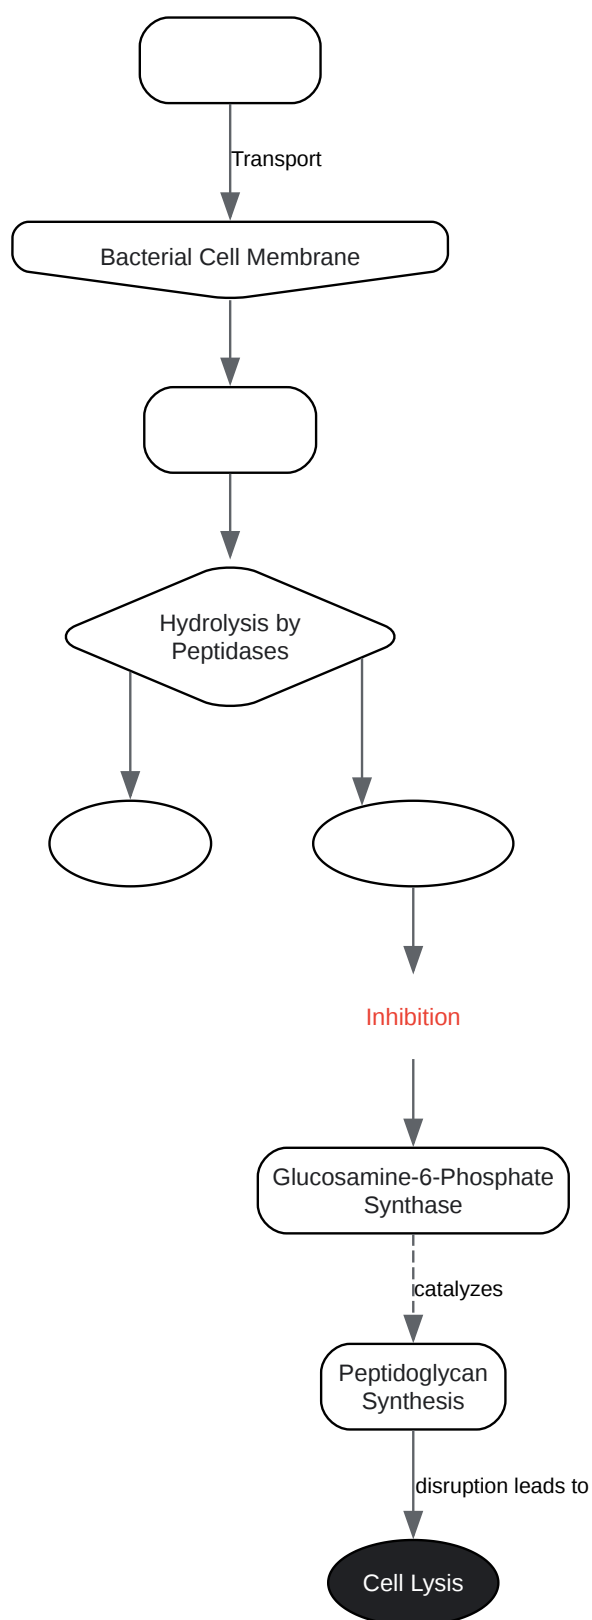 Transport
Bacterial Cell Membrane
Hydrolysis by
Peptidases
Inhibition
Glucosamine-6-Phosphate
Synthase
catalyzes
Peptidoglycan
Synthesis
disruption leads to
Cell Lysis